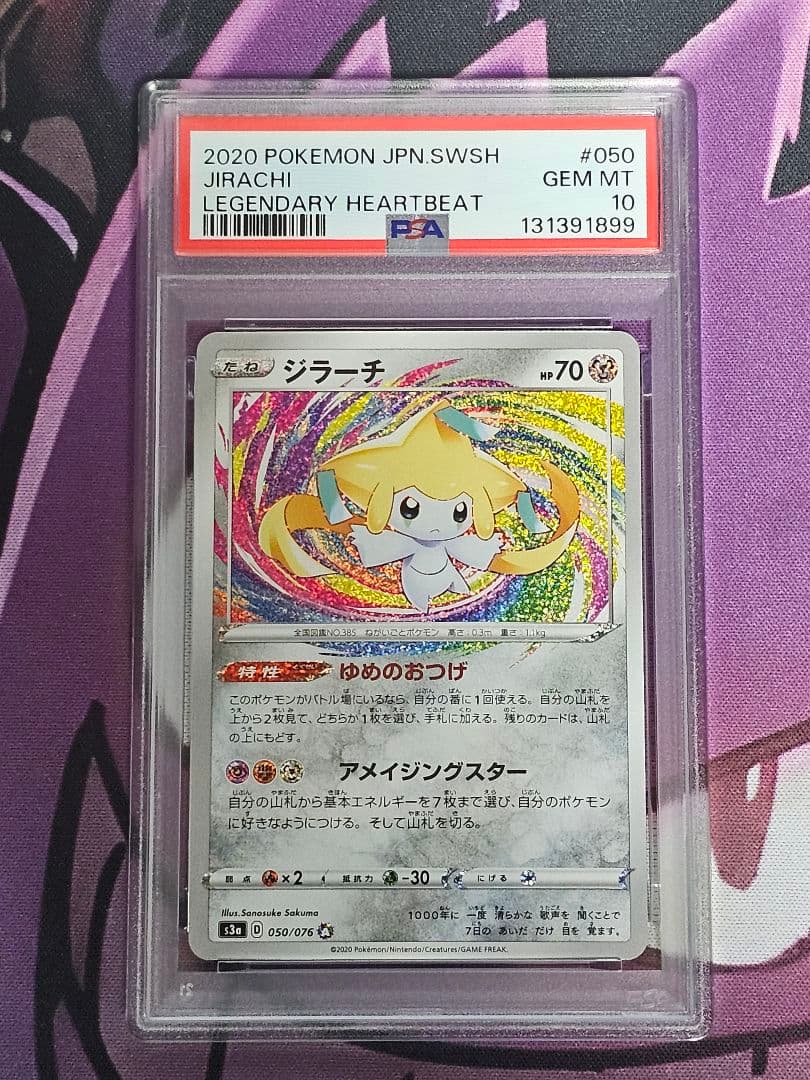 2020 POKEMON JPN.SWSH #050
JIRACHI GEM MT
LEGENDARY HEARTBEAT 10
PSA 131391899
たね ジラーチ HP70
全国図鑑NO.385 ねがいごとポケモン 高さ:0.3m 重さ:1.1kg
特性 ゆめのおつげ
このポケモンがバトル場にいるなら、自分の番に1回使える。自分の山札を
上から2枚見て、どちらか1枚を選び、手札に加える。残りのカードは、山札
の上にもどす。
アメイジングスター
自分の山札から基本エネルギーを7枚まで選び、自分のポケモン
に好きなようにつける。そして山札を切る。
弱点 ×2 抵抗力 -30 にげる
Illus.Sanosuke Sakuma
1000年に 一度 清らかな 歌声を 聞くことで
7日の あいだ だけ 目を 覚ます。
s3a D 050/076 A
©2020 Pokémon/Nintendo/Creatures/GAME FREAK.